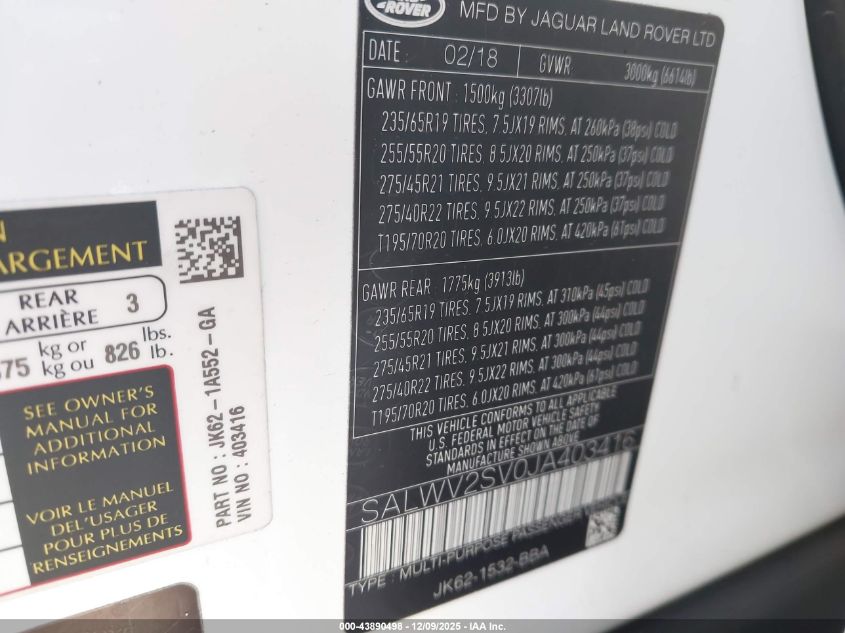 ROVER
MFD BY JAGUAR LAND ROVER LTD
DATE: 02/18 GVWR: 3000kg (6614lb)
GAWR FRONT : 1500kg (3307lb)
235/65R19 TIRES, 7.5JX19 RIMS, AT 260kPa (38psi) COLD
255/55R20 TIRES, 8.5JX20 RIMS, AT 250kPa (37psi) COLD
275/45R21 TIRES, 9.5JX21 RIMS, AT 250kPa (37psi) COLD
275/40R22 TIRES, 9.5JX22 RIMS, AT 250kPa (37psi) COLD
T195/70R20 TIRES, 6.0JX20 RIMS, AT 420kPa (61psi) COLD
GAWR REAR : 1775kg (3913lb)
235/65R19 TIRES, 7.5JX19 RIMS, AT 310kPa (45psi) COLD
255/55R20 TIRES, 8.5JX20 RIMS, AT 300kPa (44psi) COLD
275/45R21 TIRES, 9.5JX21 RIMS, AT 300kPa (44psi) COLD
275/40R22 TIRES, 9.5JX22 RIMS, AT 300kPa (44psi) COLD
T195/70R20 TIRES, 6.0JX20 RIMS, AT 420kPa (61psi) COLD
THIS VEHICLE CONFORMS TO ALL APPLICABLE
U.S. FEDERAL MOTOR VEHICLE SAFETY
STANDARDS IN EFFECT ON THE DATE OF
MANUFACTURE SHOWN ABOVE
SALWV2SV0JA403416
TYPE : MULTI-PURPOSE PASSENGER
JK62-1532-BBA
N
ARGEMENT
REAR
ARRIÈRE 3
575 kg or
kg ou 826 lbs.
lb.
SEE OWNER'S
MANUAL FOR
ADDITIONAL
INFORMATION
VOIR LE MANUEL
DEL'USAGER
POUR PLUS DE
RENSEIGNEMENTS
PART NO : JK62-1A552-GA
VIN NO : 403416
000-43890498 - 12/09/2025 - IAA Inc.